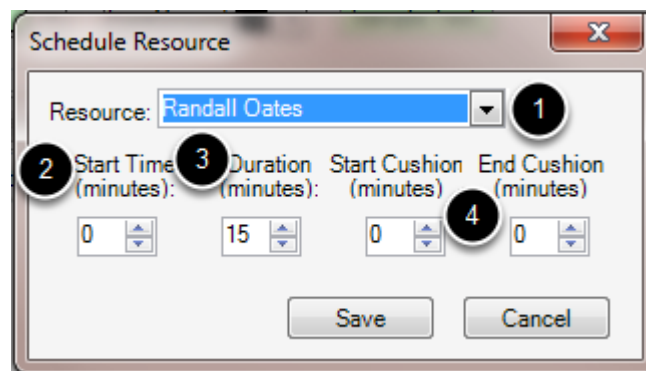 Schedule Resource
Resource: Randall Oates 1
2 Start Time 3 Duration Start Cushion End Cushion
(minutes): (minutes): (minutes) 4 (minutes)
0 15 0 0
Save Cancel